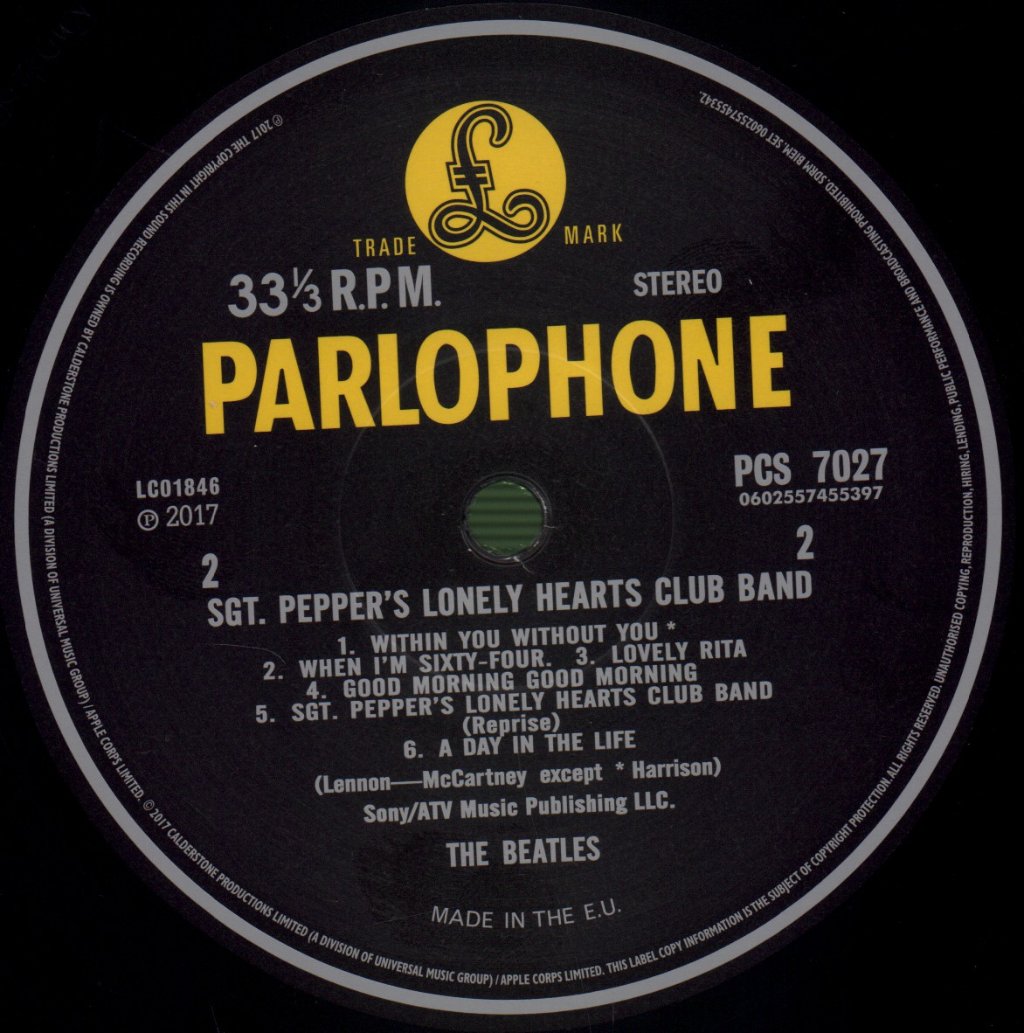 £
TRADE MARK
33⅓ R.P.M. STEREO
PARLOPHONE
LC01846 PCS 7027
℗ 2017 0602557455397
2 2
SGT. PEPPER'S LONELY HEARTS CLUB BAND
1. WITHIN YOU WITHOUT YOU *
2. WHEN I'M SIXTY-FOUR. 3. LOVELY RITA
4. GOOD MORNING GOOD MORNING
5. SGT. PEPPER'S LONELY HEARTS CLUB BAND
(Reprise)
6. A DAY IN THE LIFE
(Lennon—McCartney except * Harrison)
Sony/ATV Music Publishing LLC.
THE BEATLES
MADE IN THE E.U.
℗ 2017 THE COPYRIGHT IN THIS SOUND RECORDING IS OWNED BY CALDERSTONE PRODUCTIONS LIMITED (A DIVISION OF UNIVERSAL MUSIC GROUP) / APPLE CORPS LIMITED. © 2017 CALDERSTONE PRODUCTIONS LIMITED (A DIVISION OF UNIVERSAL MUSIC GROUP) / APPLE CORPS LIMITED. THIS LABEL COPY INFORMATION IS THE SUBJECT OF COPYRIGHT PROTECTION. ALL RIGHTS RESERVED. UNAUTHORISED COPYING, REPRODUCTION, HIRING, LENDING, PUBLIC PERFORMANCE AND BROADCASTING PROHIBITED. SDRM BIEM. SET 0602557455342.